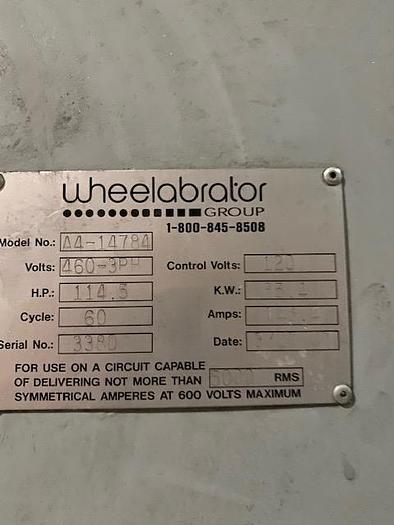 wheelabrator
GROUP
1-800-845-8508
Model No.: A4-14784
Volts: 460-3PH Control Volts: 120
H.P.: 114.5 K.W.:
Cycle: 60 Amps:
Serial No.: Date:
FOR USE ON A CIRCUIT CAPABLE
OF DELIVERING NOT MORE THAN RMS
SYMMETRICAL AMPERES AT 600 VOLTS MAXIMUM